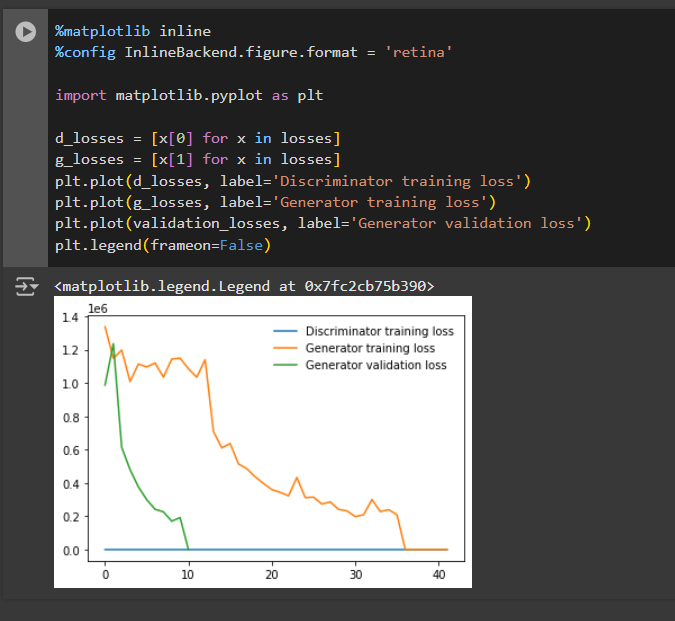 %matplotlib inline
%config InlineBackend.figure.format = 'retina'
import matplotlib.pyplot as plt
d_losses = [x[0] for x in losses]
g_losses = [x[1] for x in losses]
plt.plot(d_losses, label='Discriminator training loss')
plt.plot(g_losses, label='Generator training loss')
plt.plot(validation_losses, label='Generator validation loss')
plt.legend(frameon=False)
<matplotlib.legend.Legend at 0x7fc2cb75b390>
1e6
1.4
1.2
1.0
0.8
0.6
0.4
0.2
0.0
Discriminator training loss
Generator training loss
Generator validation loss
0 10 20 30 40